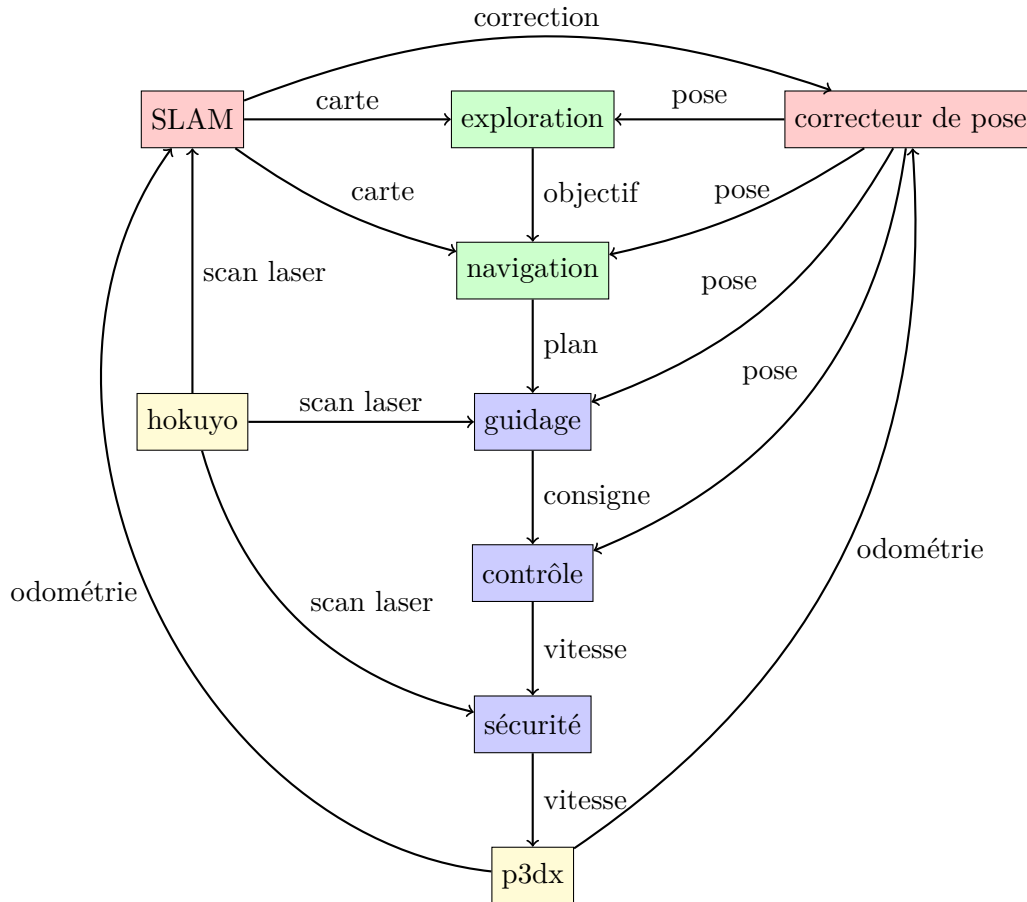 correction
SLAM
carte
exploration
pose
correcteur de pose
carte
objectif
pose
scan laser
navigation
pose
plan
pose
hokuyo
scan laser
guidage
consigne
odométrie
contrôle
odométrie
scan laser
vitesse
sécurité
vitesse
p3dx